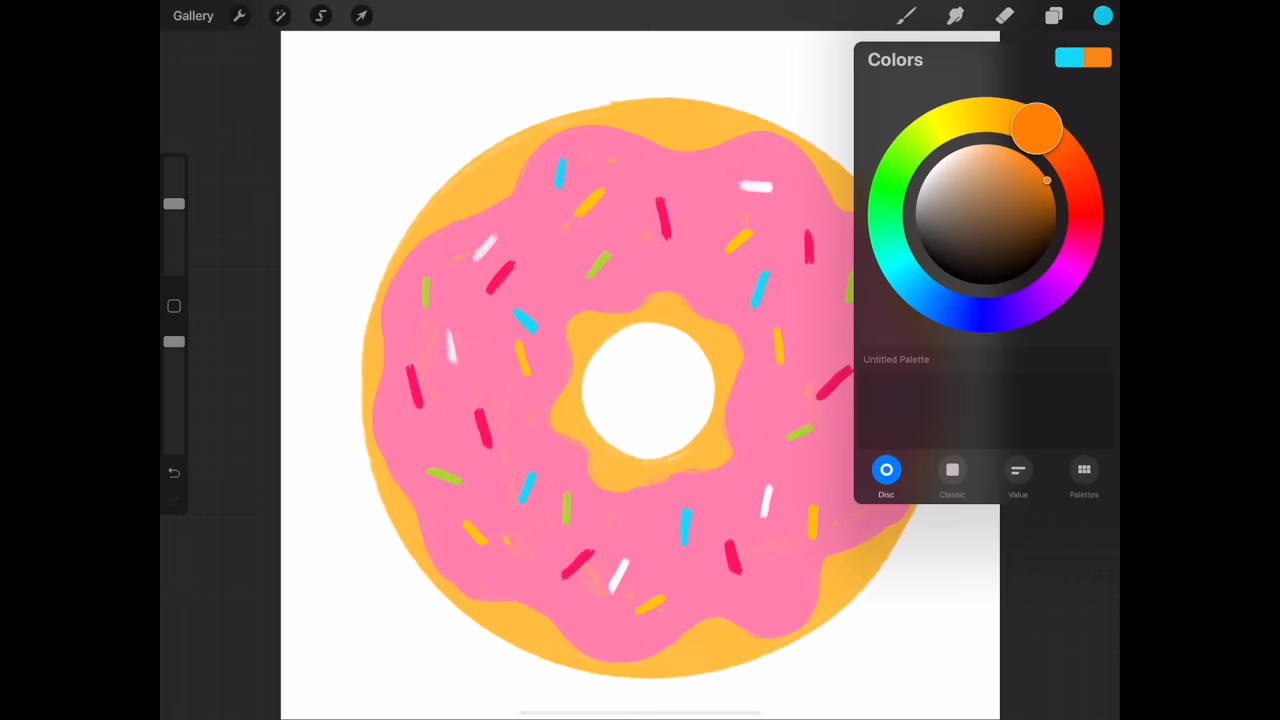 Gallery
Colors
Untitled Palette
Disc
Classic
Value
Palettes